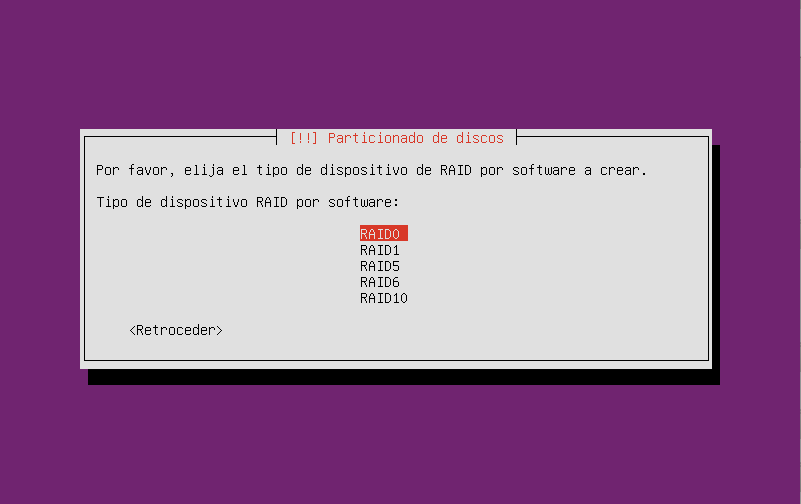 [!!] Particionado de discos
Por favor, elija el tipo de dispositivo de RAID por software a crear.
Tipo de dispositivo RAID por software:
RAID0
RAID1
RAID5
RAID6
RAID10
<Retroceder>